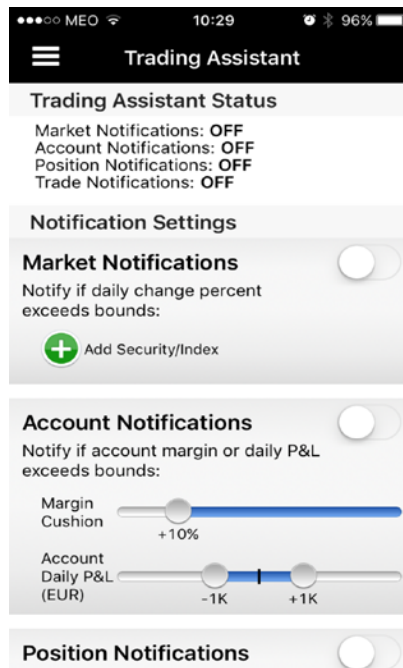 MEO 10:29 96%
Trading Assistant
Trading Assistant Status
Market Notifications: OFF
Account Notifications: OFF
Position Notifications: OFF
Trade Notifications: OFF
Notification Settings
Market Notifications
Notify if daily change percent
exceeds bounds:
Add Security/Index
Account Notifications
Notify if account margin or daily P&L
exceeds bounds:
Margin
Cushion
+10%
Account
Daily P&L
(EUR)
-1K +1K
Position Notifications